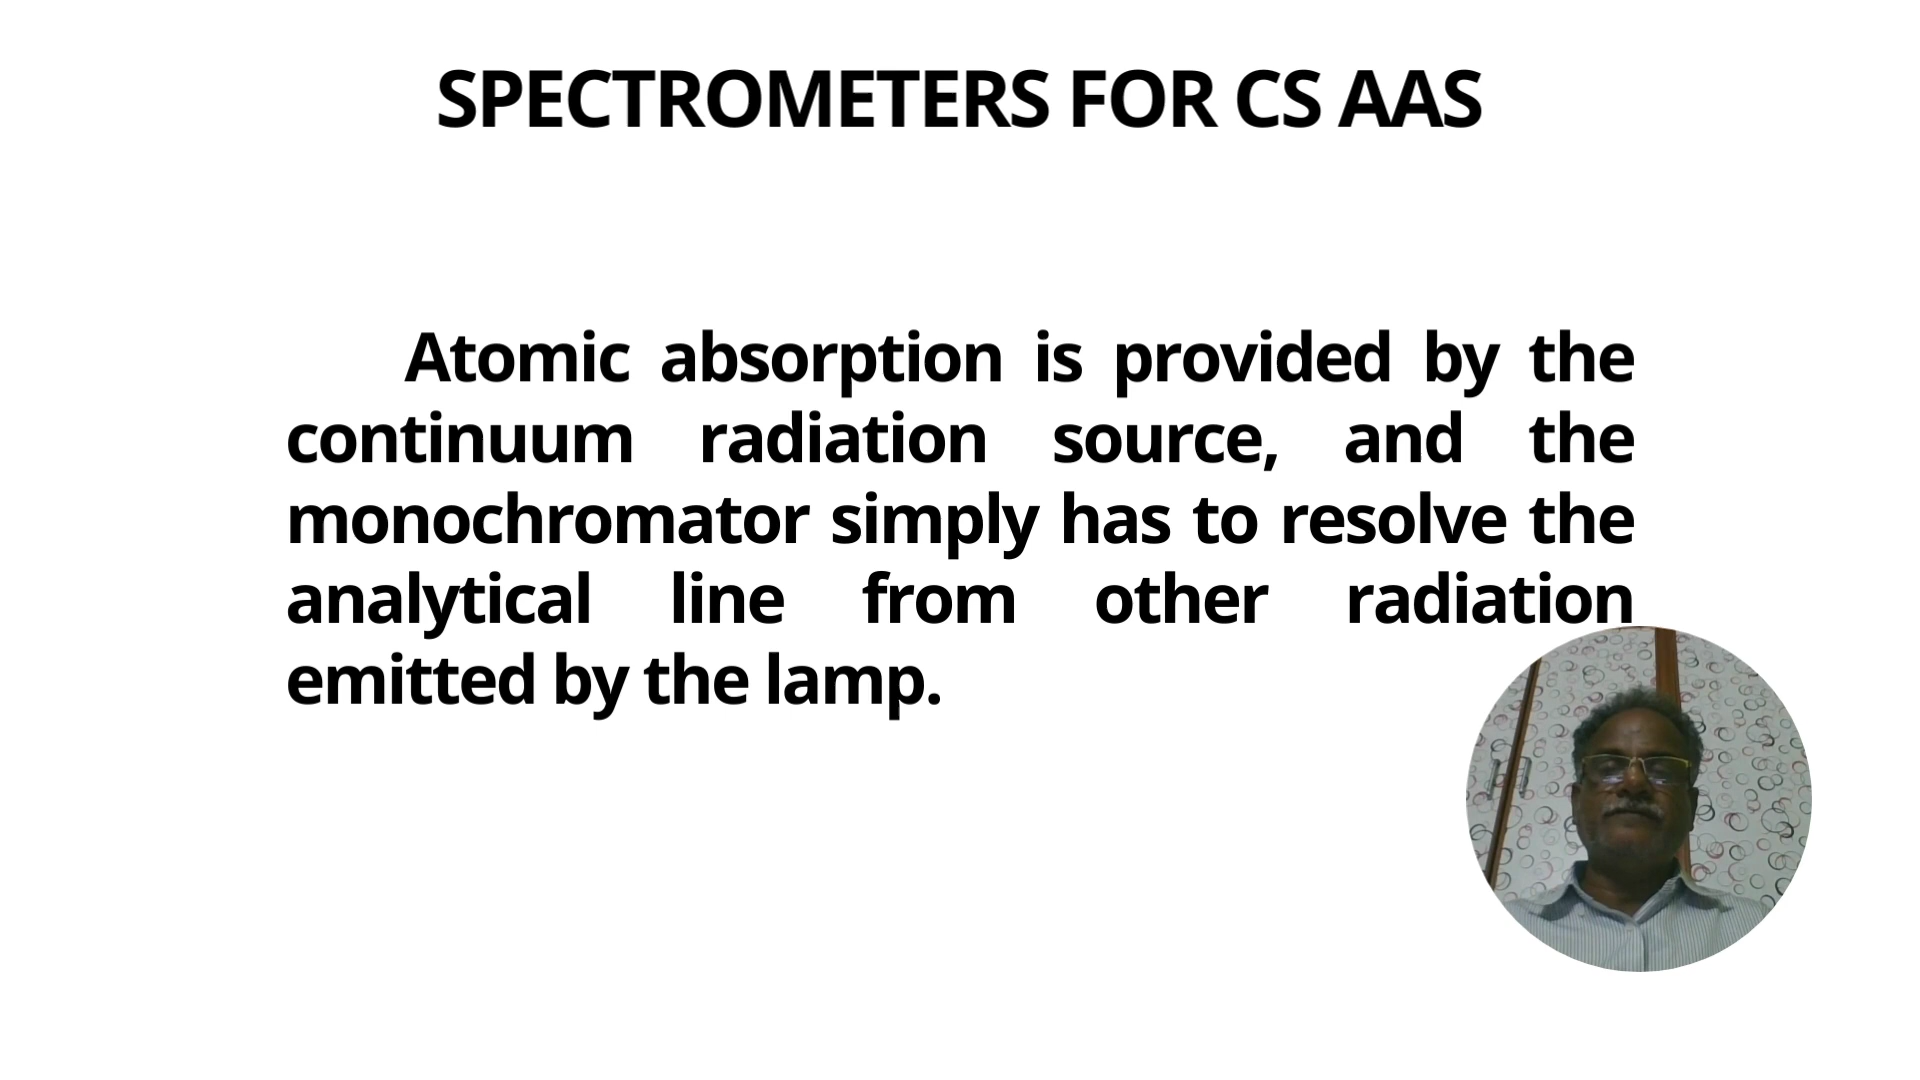 SPECTROMETERS FOR CS AAS
Atomic absorption is provided by the
continuum radiation source, and the
monochromator simply has to resolve the
analytical line from other radiation
emitted by the lamp.